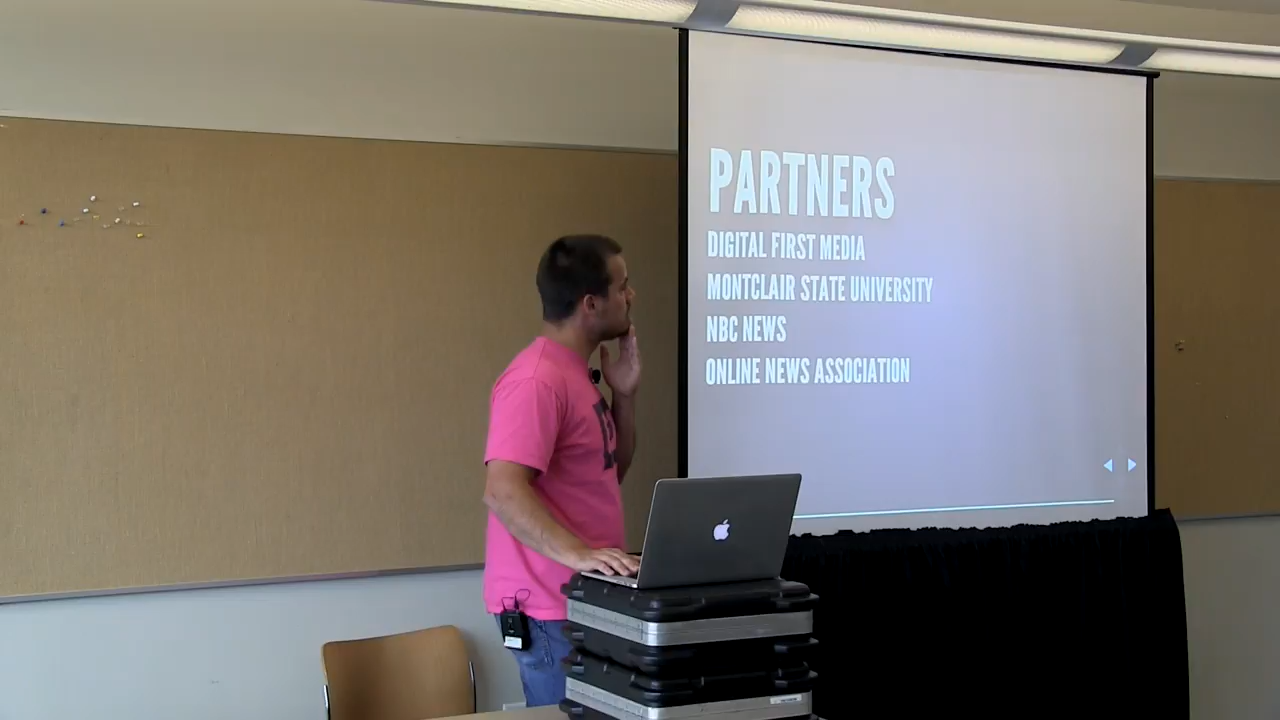 PARTNERS
DIGITAL FIRST MEDIA
MONTCLAIR STATE UNIVERSITY
NBC NEWS
ONLINE NEWS ASSOCIATION